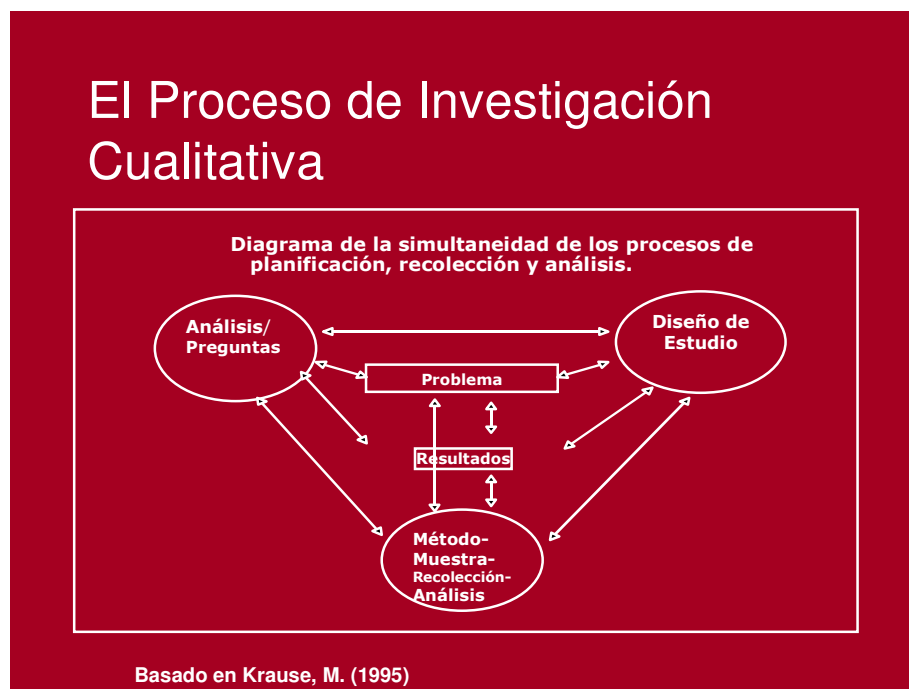 El Proceso de Investigación
Cualitativa
Diagrama de la simultaneidad de los procesos de
planificación, recolección y análisis.
Análisis/
Preguntas
Diseño de
Estudio
Problema
Resultados
Método-
Muestra-
Recolección-
Análisis
Basado en Krause, M. (1995)